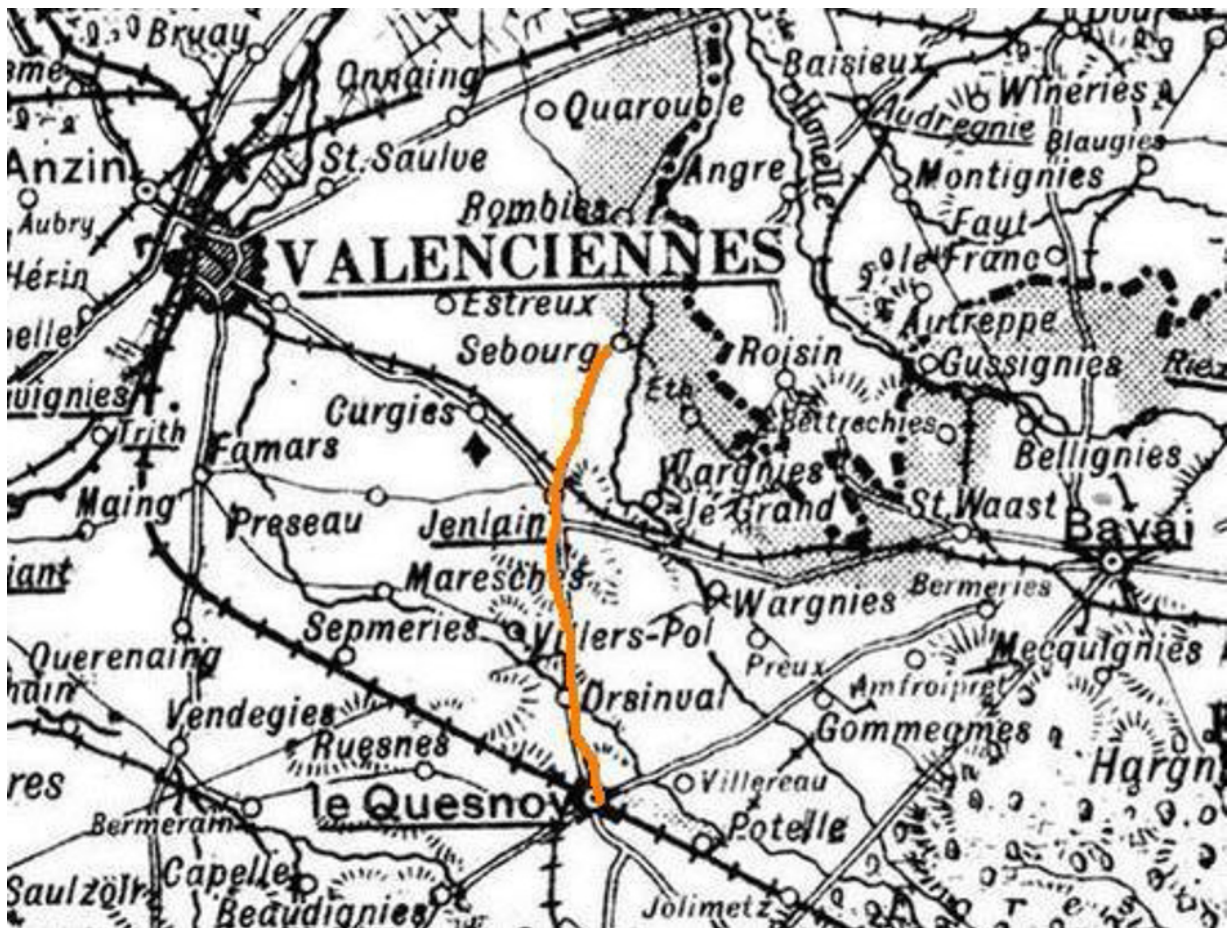 Bruay
Onnaing
Baisieux
Quarouble
Wineries
Audregnie
Blaugies
Anzin
St. Saulve
Honelle
Angre
Montignies
Aubry
Rombies
Fayt
le Franc
VALENCIENNES
Hérin
Estreux
Autreppe
Sebourg
Roisin
Gussignies
Eth
Curgies
Bettrechies
Trith
Famars
Wargnies
le Grand
Bellignies
Maing
Preseau
Jenlain
St. Waast
Bavai
Maresches
Wargnies
Bermeries
Sepmeries
Villers-Pol
Preux
Mecquignies
Querenaing
Amfroipret
Orsinval
Vendegies
Gommegnies
Ruesnes
Villereau
le Quesnoy
Bermerain
Potelle
Capelle
Beaudignies
Jolimetz